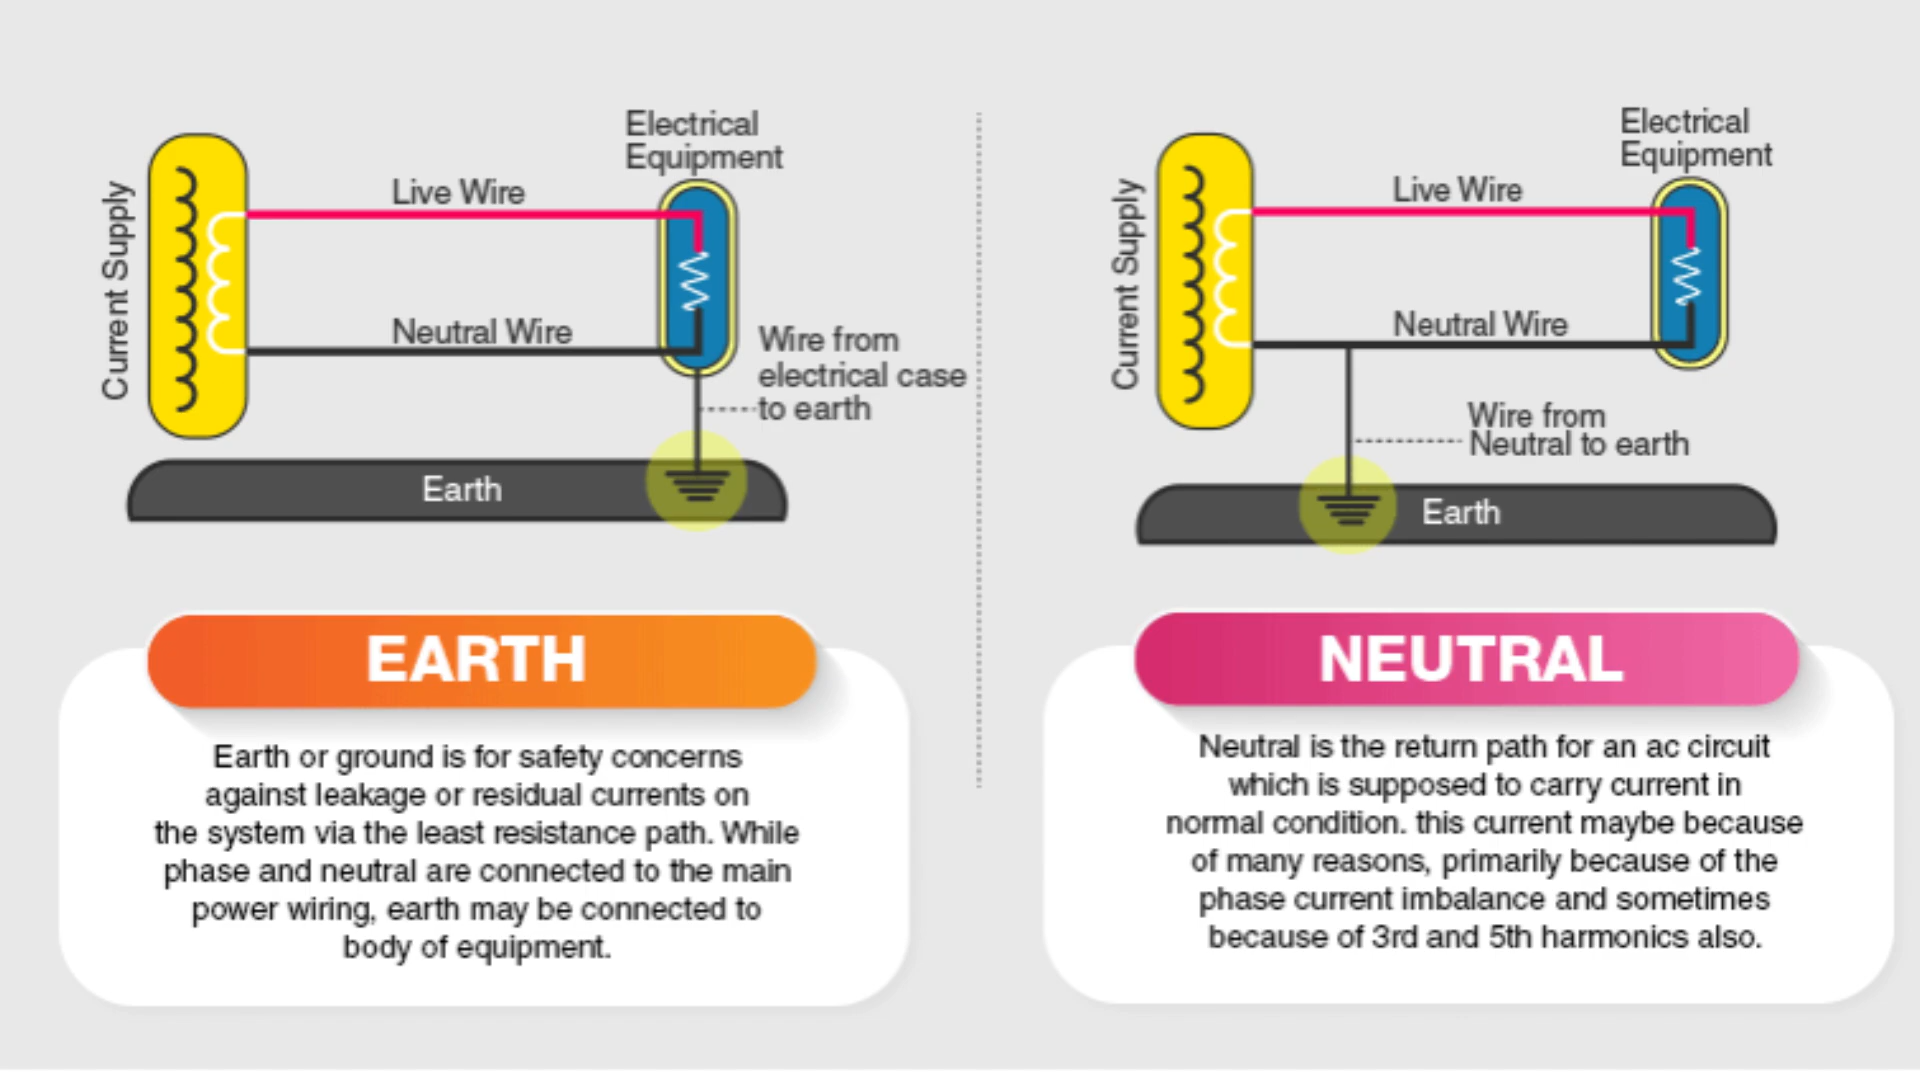 Electrical
Equipment
Live Wire
Current Supply
Neutral Wire
Wire from
electrical case
to earth
Earth
EARTH
Earth or ground is for safety concerns
against leakage or residual currents on
the system via the least resistance path. While
phase and neutral are connected to the main
power wiring, earth may be connected to
body of equipment.
Electrical
Equipment
Live Wire
Current Supply
Neutral Wire
Wire from
Neutral to earth
Earth
NEUTRAL
Neutral is the return path for an ac circuit
which is supposed to carry current in
normal condition. this current maybe because
of many reasons, primarily because of the
phase current imbalance and sometimes
because of 3rd and 5th harmonics also.